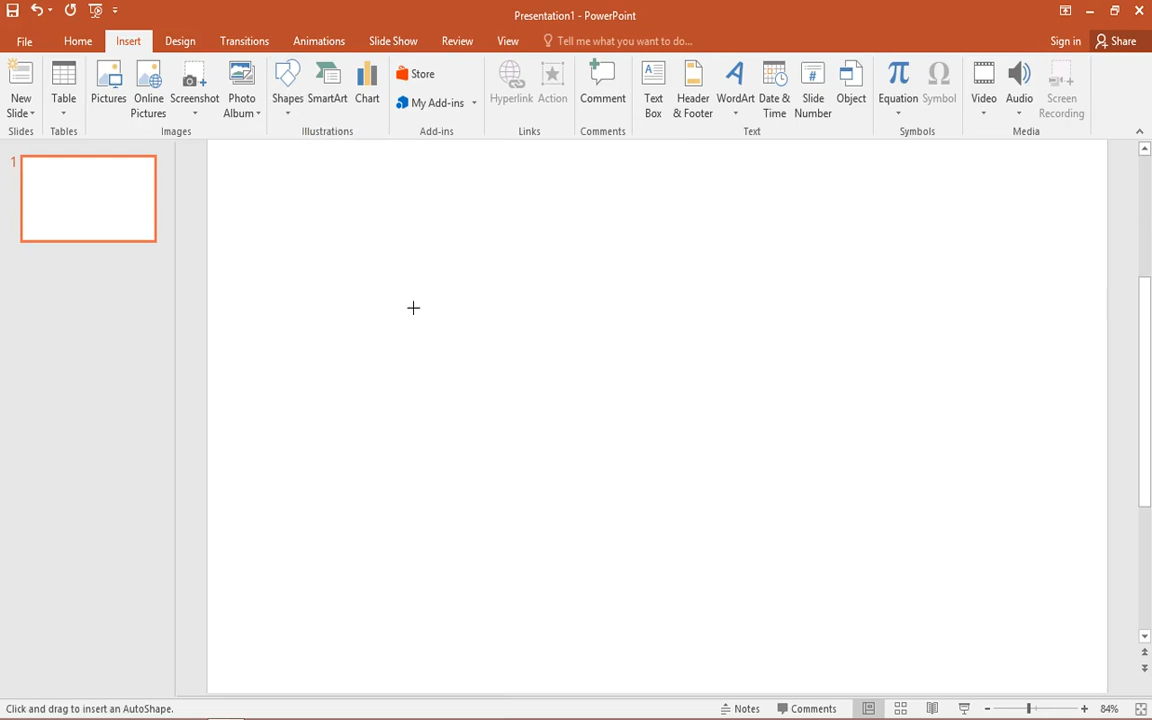 Presentation1 - PowerPoint
File Home Insert Design Transitions Animations Slide Show Review View Tell me what you want to do... Sign in Share
New Slide
Table
Pictures
Online Pictures
Screenshot
Photo Album
Shapes
SmartArt
Chart
Store
My Add-ins
Hyperlink
Action
Comment
Text Box
Header & Footer
WordArt
Date & Time
Slide Number
Object
Equation
Symbol
Video
Audio
Screen Recording
Slides Tables Images Illustrations Add-ins Links Comments Text Symbols Media
1
Click and drag to insert an AutoShape. Notes Comments 84%